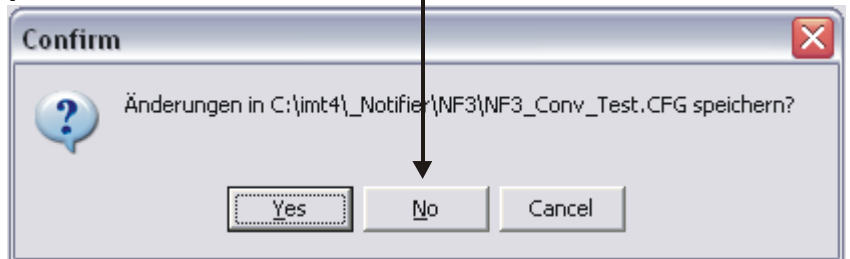 Confirm
Änderungen in C:\imt4\_Notifier\NF3\NF3_Conv_Test.CFG speichern?
Yes No Cancel